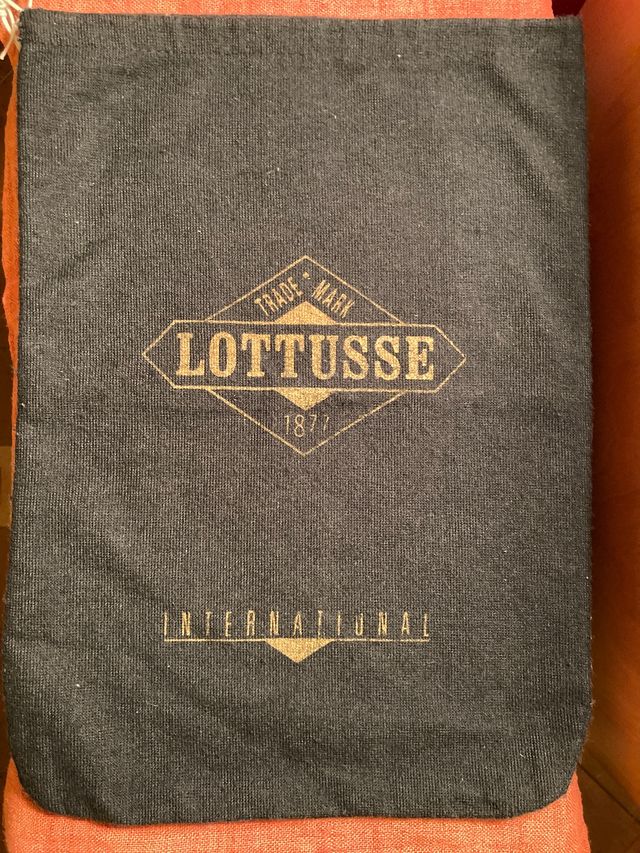 TRADE • MARK
LOTTUSSE
1877
INTERNATIONAL